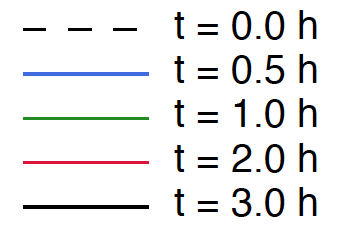 t = 0.0 h
t = 0.5 h
t = 1.0 h
t = 2.0 h
t = 3.0 h